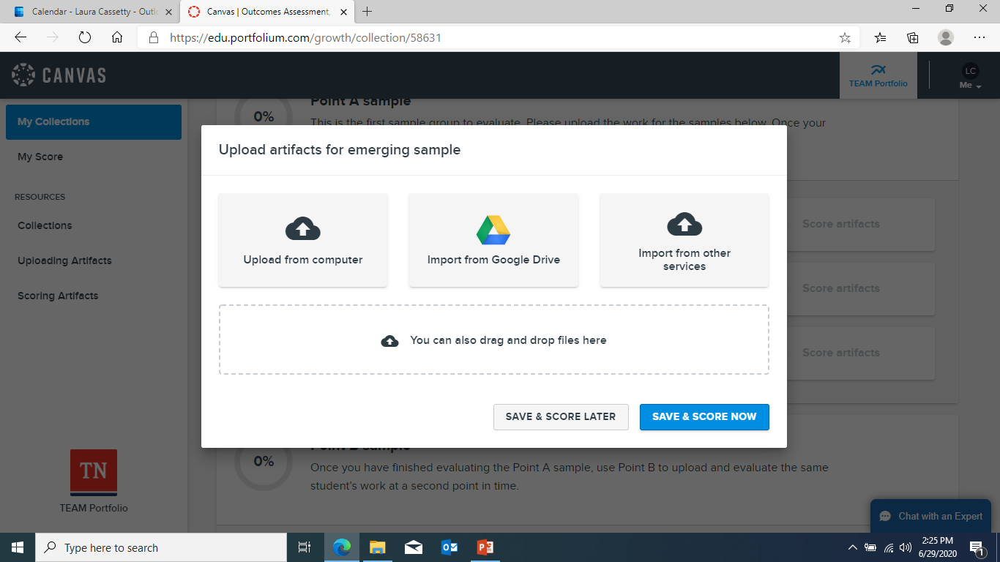 Calendar - Laura Cassetty - Outl
Canvas | Outcomes Assessment,
https://edu.portfolium.com/growth/collection/58631
CANVAS
TEAM Portfolio
LC
Me
My Collections
My Score
RESOURCES
Collections
Uploading Artifacts
Scoring Artifacts
TN
TEAM Portfolio
0%
Point A sample
This is the first sample group to evaluate. Please upload the work for the samples below. Once your
Upload artifacts for emerging sample
Upload from computer
Import from Google Drive
Import from other
services
You can also drag and drop files here
SAVE & SCORE LATER
SAVE & SCORE NOW
Score artifacts
Score artifacts
Score artifacts
0%
Point B sample
Once you have finished evaluating the Point A sample, use Point B to upload and evaluate the same
student's work at a second point in time.
Chat with an Expert
Type here to search
2:25 PM
6/29/2020
1